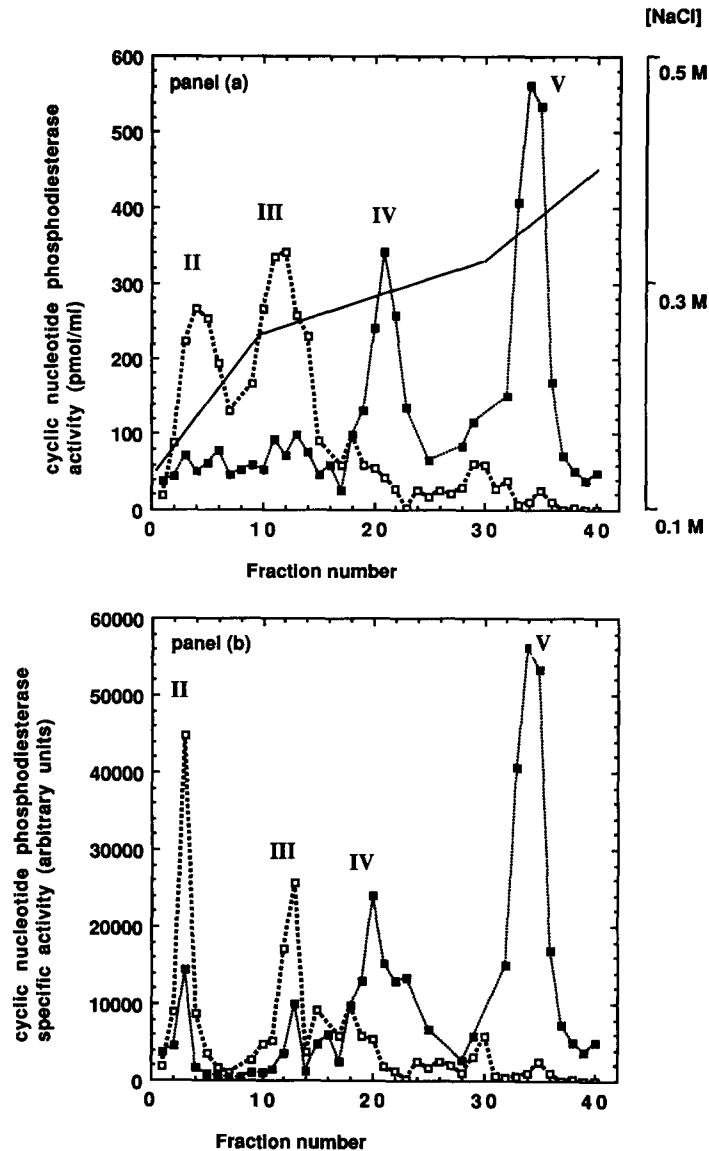 [NaCl]
panel (a)
cyclic nucleotide phosphodiesterase
activity (pmol/ml)
600
500
400
300
200
100
0
II
III
IV
V
0.5 M
0.3 M
0.1 M
0 10 20 30 40
Fraction number
panel (b)
cyclic nucleotide phosphodiesterase
specific activity (arbitrary units)
60000
50000
40000
30000
20000
10000
0
II
III
IV
V
0 10 20 30 40
Fraction number